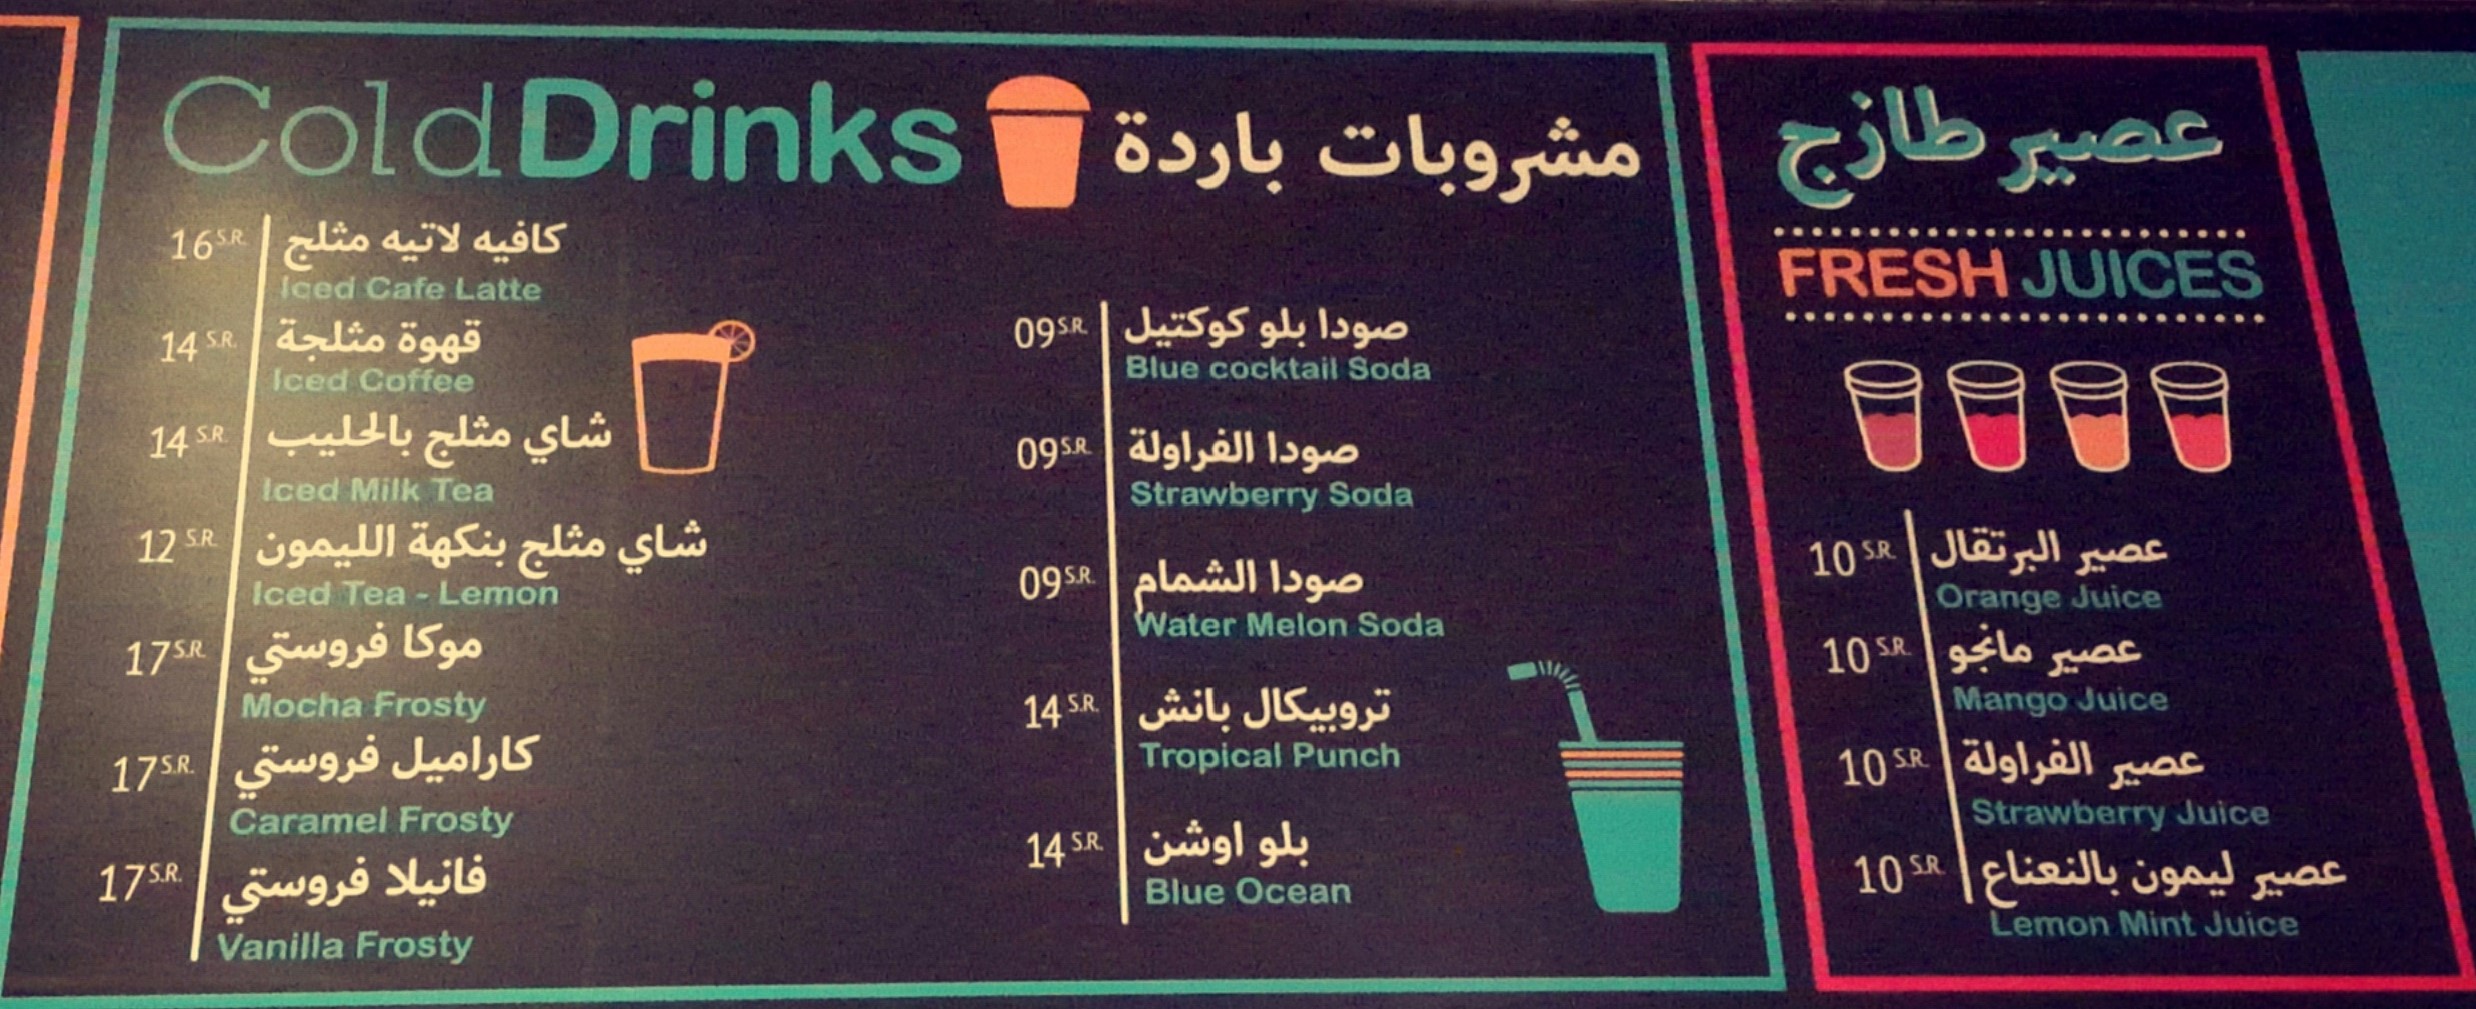 Cold Drinks مشروبات باردة
16 S.R. كافيه لاتيه مثلج
Iced Cafe Latte
14 S.R. قهوة مثلجة
Iced Coffee
14 S.R. شاي مثلج بالحليب
Iced Milk Tea
12 S.R. شاي مثلج بنكهة الليمون
Iced Tea - Lemon
17 S.R. موكا فروستي
Mocha Frosty
17 S.R. كاراميل فروستي
Caramel Frosty
17 S.R. فانيلا فروستي
Vanilla Frosty
09 S.R. صودا بلو كوكتيل
Blue cocktail Soda
09 S.R. صودا الفراولة
Strawberry Soda
09 S.R. صودا الشمام
Water Melon Soda
14 S.R. تروبيكال بانش
Tropical Punch
14 S.R. بلو اوشن
Blue Ocean
عصير طازج
FRESH JUICES
10 S.R. عصير البرتقال
Orange Juice
10 S.R. عصير مانجو
Mango Juice
10 S.R. عصير الفراولة
Strawberry Juice
10 S.R. عصير ليمون بالنعناع
Lemon Mint Juice